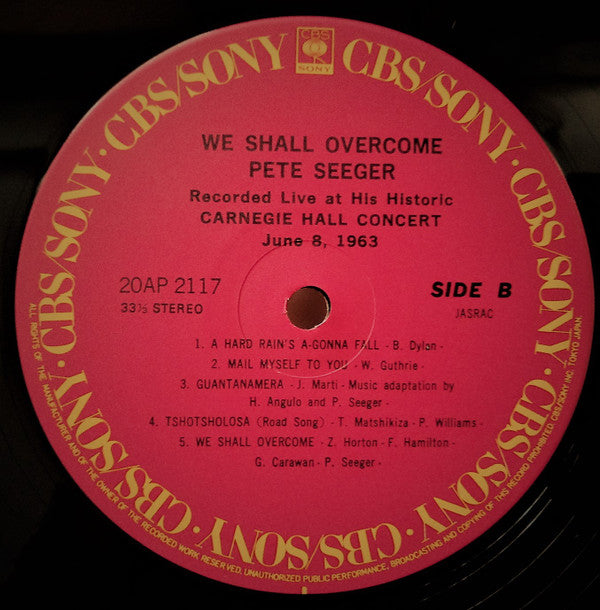 CBS
SONY
CBS/SONY · CBS/SONY · CBS/SONY · CBS/SONY · CBS/SONY · CBS/SONY · CBS/SONY · CBS/SONY
WE SHALL OVERCOME
PETE SEEGER
Recorded Live at His Historic
CARNEGIE HALL CONCERT
June 8, 1963
20AP 2117
33⅓ STEREO
SIDE B
JASRAC
1. A HARD RAIN'S A-GONNA FALL - B. Dylon -
2. MAIL MYSELF TO YOU - W. Guthrie -
3. GUANTANAMERA - J. Marti - Music adaptation by
H. Angulo and P. Seeger -
4. TSHOTSHOLOSA (Road Song) - T. Matshikiza - P. Williams -
5. WE SHALL OVERCOME - Z. Horton - F. Hamilton -
G. Carawan - P. Seeger -
ALL RIGHTS OF THE MANUFACTURER AND OF THE OWNER OF THE RECORDED WORK RESERVED. UNAUTHORIZED PUBLIC PERFORMANCE, BROADCASTING AND COPYING OF THIS RECORD PROHIBITED. CBS/SONY INC. TOKYO JAPAN.